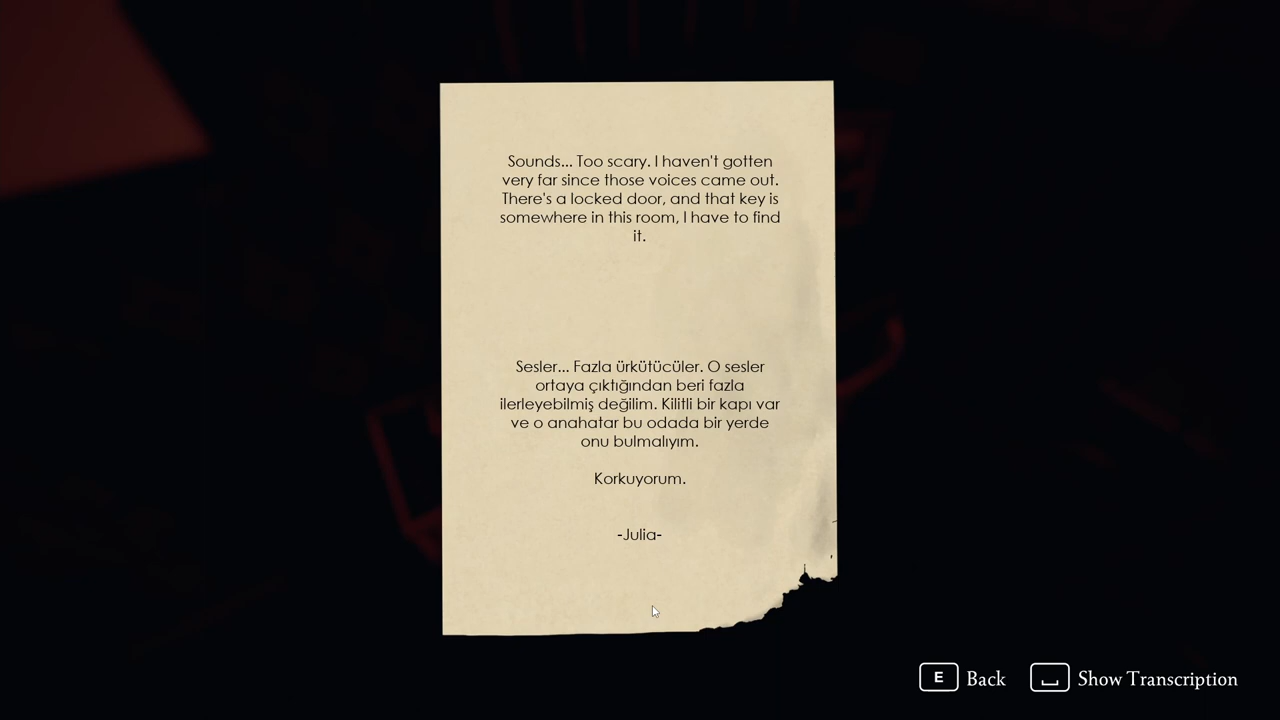 Sounds... Too scary. I haven't gotten
very far since those voices came out.
There's a locked door, and that key is
somewhere in this room, I have to find
it.
Sesler... Fazla ürkütücüler. O sesler
ortaya çıktığından beri fazla
ilerleyebilmiş değilim. Kilitli bir kapı var
ve o anahatar bu odada bir yerde
onu bulmalıyım.
Korkuyorum.
-Julia-
E Back
Show Transcription